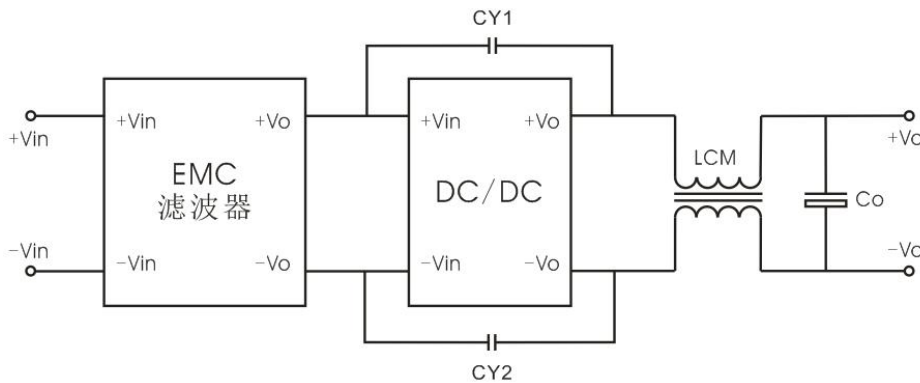 CY1
+Vin
+Vin
+Vo
+Vin
+Vo
+Vo
LCM
EMC
滤波器
DC/DC
Co
−Vin
−Vin
−Vo
−Vin
−Vo
−Vo
CY2